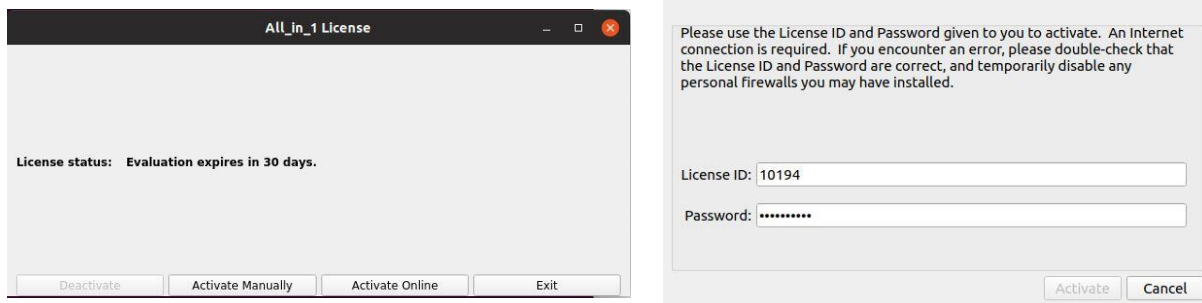 All_in_1 License
License status: Evaluation expires in 30 days.
Deactivate Activate Manually Activate Online Exit
Please use the License ID and Password given to you to activate. An Internet
connection is required. If you encounter an error, please double-check that
the License ID and Password are correct, and temporarily disable any
personal firewalls you may have installed.
License ID: 10194
Password: ••••••••••
Activate Cancel